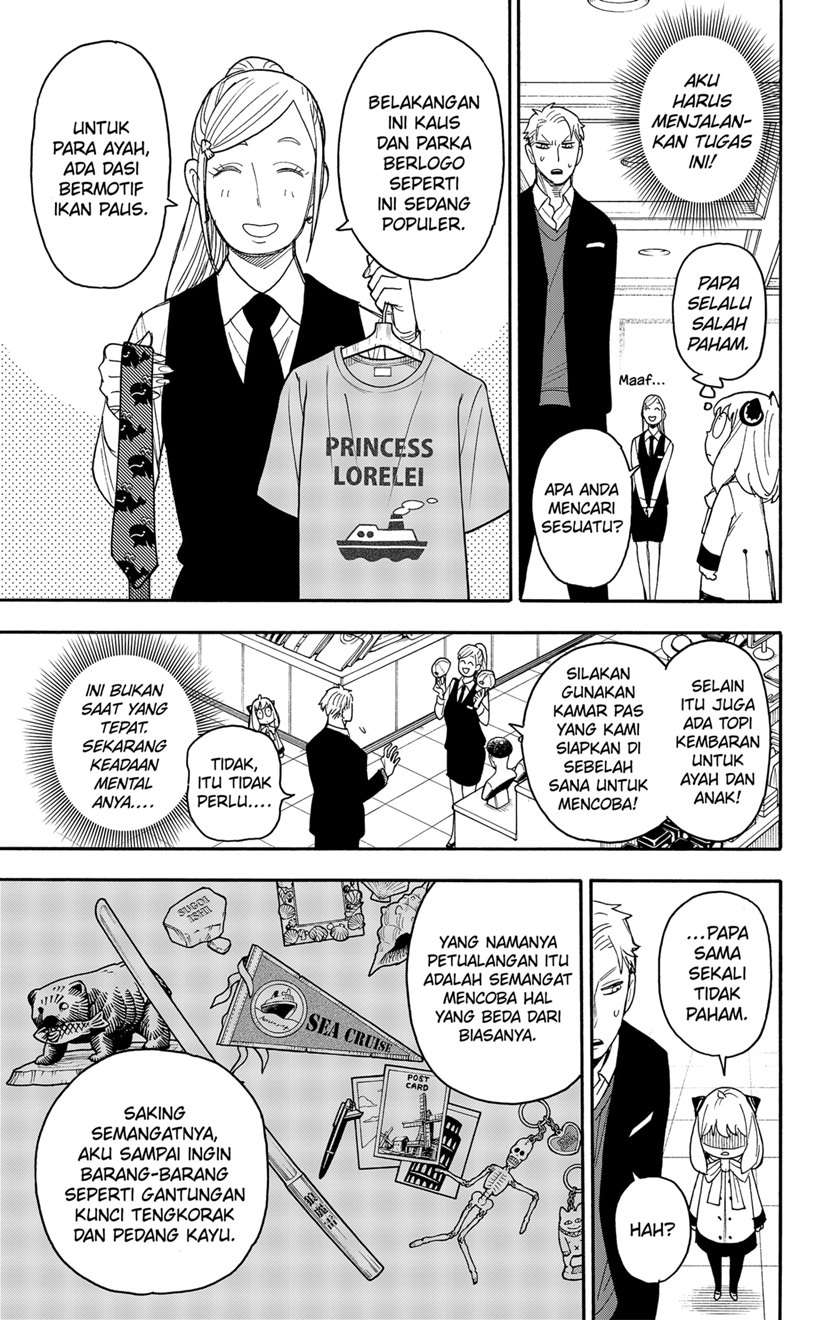 AKU
HARUS
MENJALAN-
KAN TUGAS
INI!
PAPA
SELALU
SALAH
PAHAM.
Maaf...
APA ANDA
MENCARI
SESUATU?
BELAKANGAN
INI KAUS
DAN PARKA
BERLOGO
SEPERTI
INI SEDANG
POPULER.
UNTUK
PARA AYAH,
ADA DASI
BERMOTIF
IKAN PAUS.
PRINCESS
LORELEI
SELAIN
ITU JUGA
ADA TOPI
KEMBARAN
UNTUK
AYAH DAN
ANAK!
SILAKAN
GUNAKAN
KAMAR PAS
YANG KAMI
SIAPKAN DI
SEBELAH
SANA UNTUK
MENCOBA!
TIDAK,
ITU TIDAK
PERLU....
INI BUKAN
SAAT YANG
TEPAT.
SEKARANG
KEADAAN
MENTAL
ANYA....
...PAPA
SAMA
SEKALI
TIDAK
PAHAM.
HAH?
YANG NAMANYA
PETUALANGAN ITU
ADALAH SEMANGAT
MENCOBA HAL
YANG BEDA DARI
BIASANYA.
SUGOI
ISHI
SEA CRUISE
POST
CARD
SAKING
SEMANGATNYA,
AKU SAMPAI INGIN
BARANG-BARANG
SEPERTI GANTUNGAN
KUNCI TENGKORAK
DAN PEDANG KAYU.